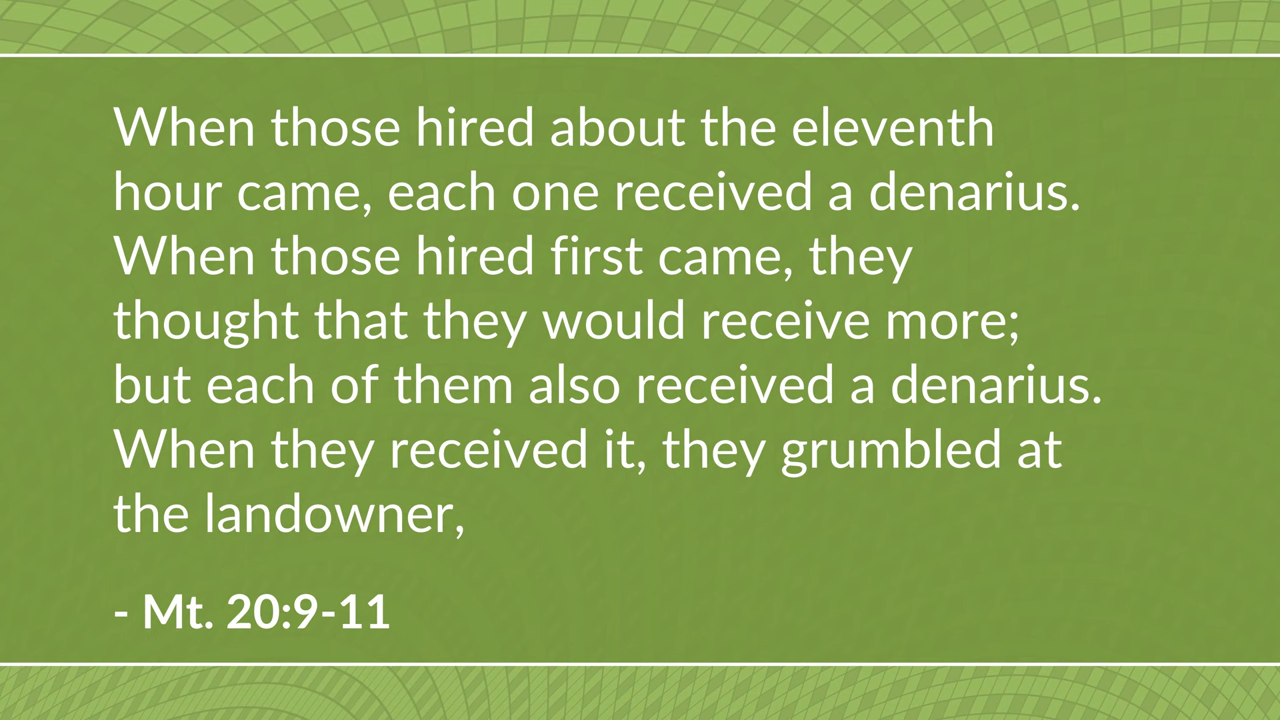 When those hired about the eleventh
hour came, each one received a denarius.
When those hired first came, they
thought that they would receive more;
but each of them also received a denarius.
When they received it, they grumbled at
the landowner,
- Mt. 20:9-11